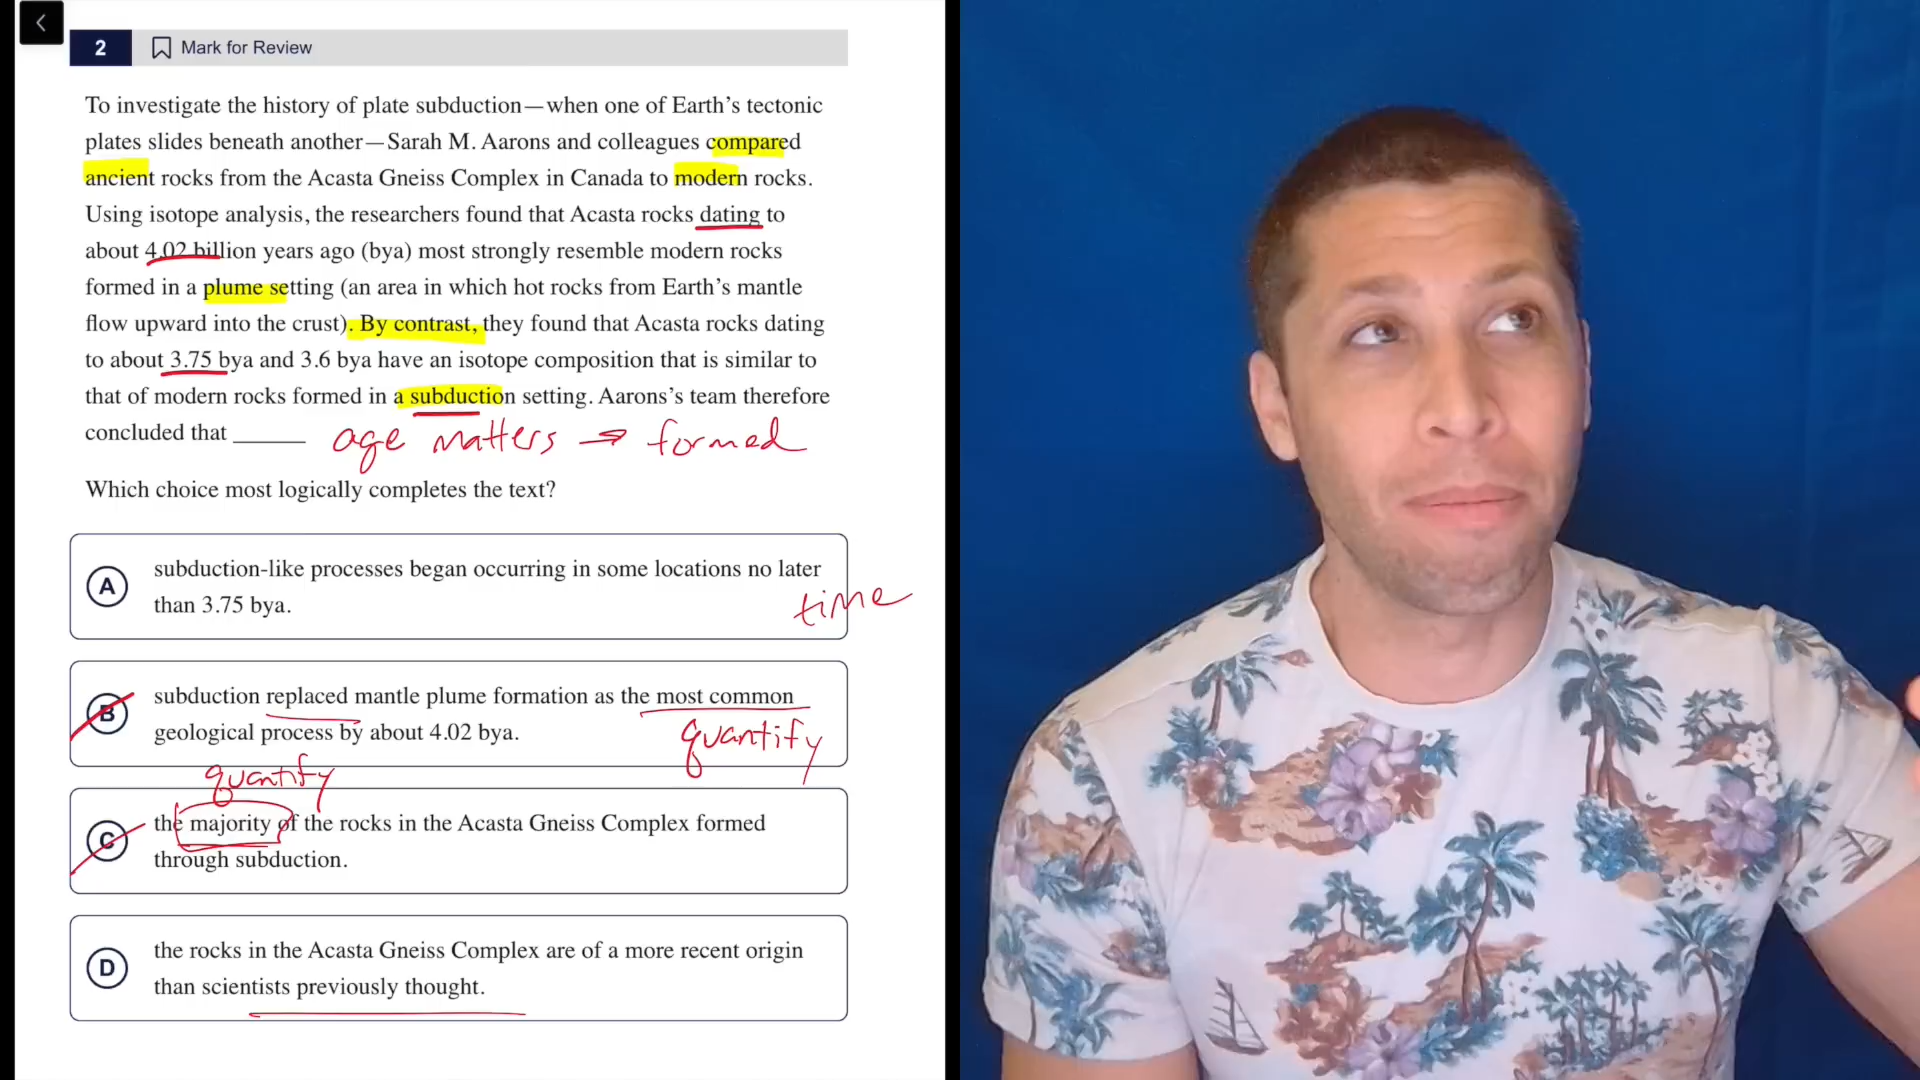 2 Mark for Review
To investigate the history of plate subduction—when one of Earth’s tectonic
plates slides beneath another—Sarah M. Aarons and colleagues compared
ancient rocks from the Acasta Gneiss Complex in Canada to modern rocks.
Using isotope analysis, the researchers found that Acasta rocks dating to
about 4.02 billion years ago (bya) most strongly resemble modern rocks
formed in a plume setting (an area in which hot rocks from Earth’s mantle
flow upward into the crust). By contrast, they found that Acasta rocks dating
to about 3.75 bya and 3.6 bya have an isotope composition that is similar to
that of modern rocks formed in a subduction setting. Aarons’s team therefore
concluded that ______ age matters → formed
Which choice most logically completes the text?
A subduction-like processes began occurring in some locations no later
than 3.75 bya.
time
B subduction replaced mantle plume formation as the most common
geological process by about 4.02 bya.
quantify
quantify
C the majority of the rocks in the Acasta Gneiss Complex formed
through subduction.
D the rocks in the Acasta Gneiss Complex are of a more recent origin
than scientists previously thought.